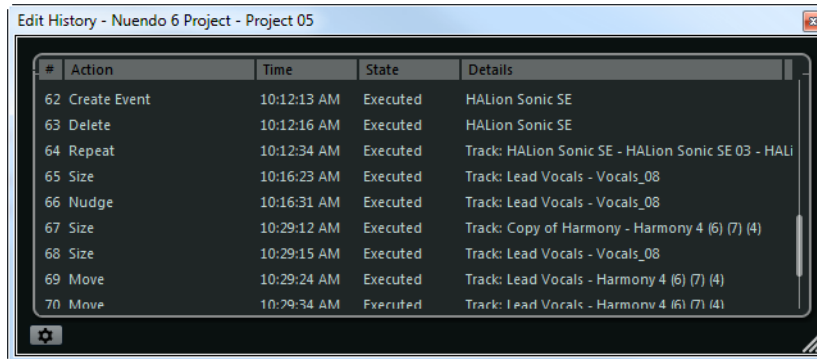 Edit History - Nuendo 6 Project - Project 05
# Action Time State Details
62 Create Event 10:12:13 AM Executed HALion Sonic SE
63 Delete 10:12:16 AM Executed HALion Sonic SE
64 Repeat 10:12:34 AM Executed Track: HALion Sonic SE - HALion Sonic SE 03 - HALi
65 Size 10:16:23 AM Executed Track: Lead Vocals - Vocals_08
66 Nudge 10:16:31 AM Executed Track: Lead Vocals - Vocals_08
67 Size 10:29:12 AM Executed Track: Copy of Harmony - Harmony 4 (6) (7) (4)
68 Size 10:29:15 AM Executed Track: Lead Vocals - Vocals_08
69 Move 10:29:24 AM Executed Track: Lead Vocals - Harmony 4 (6) (7) (4)
70 Move 10:29:34 AM Executed Track: Lead Vocals - Harmony 4 (6) (7) (4)